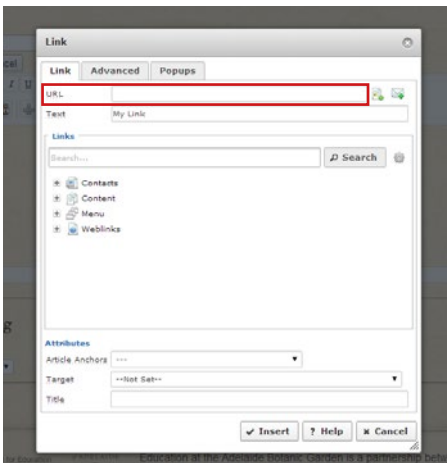 Link
Link Advanced Popups
URL
Text My Link
Links
Search... Search
Contacts
Content
Menu
Weblinks
Attributes
Article Anchors ---
Target --Not Set--
Title
Insert ? Help Cancel
Education at the Adelaide Botanic Garden is a partnership betw